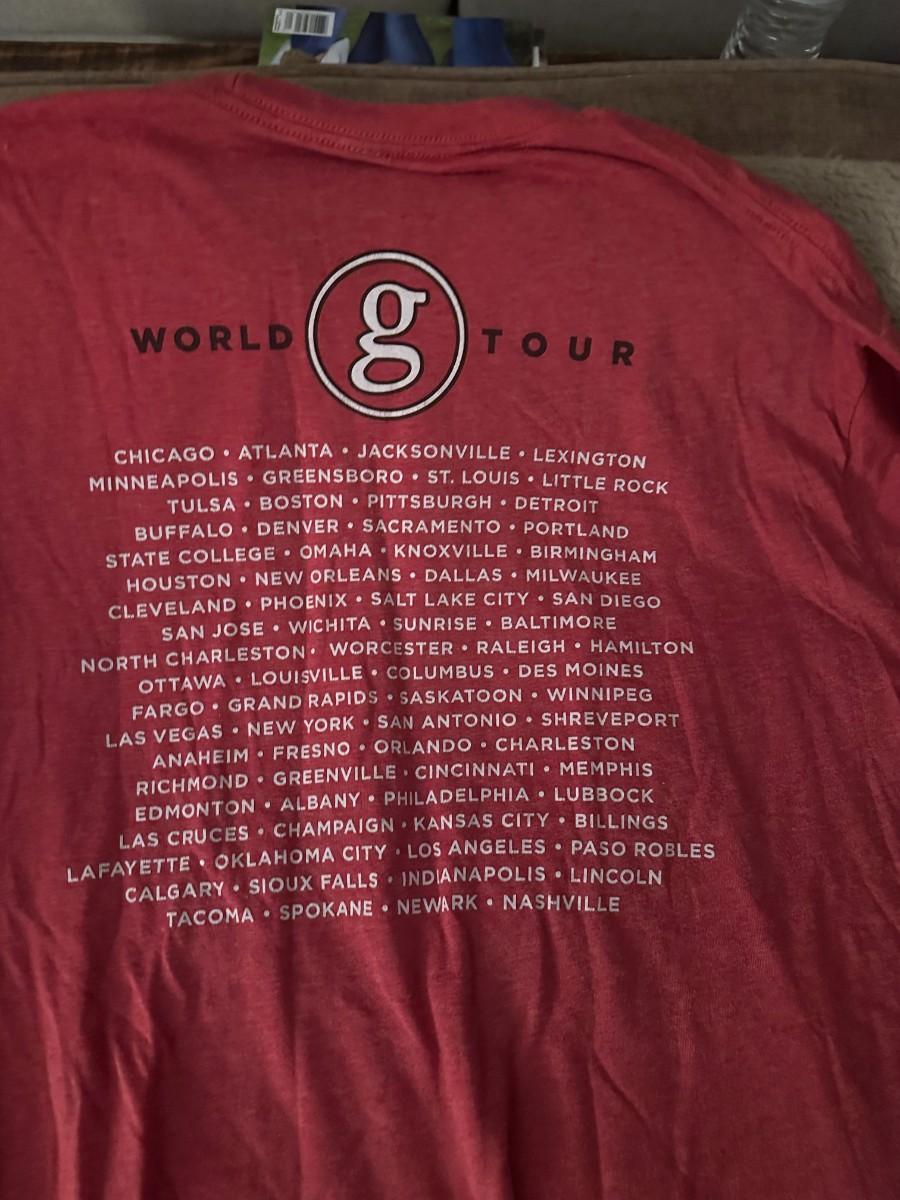 WORLD g TOUR
CHICAGO • ATLANTA • JACKSONVILLE • LEXINGTON
MINNEAPOLIS • GREENSBORO • ST. LOUIS • LITTLE ROCK
TULSA • BOSTON • PITTSBURGH • DETROIT
BUFFALO • DENVER • SACRAMENTO • PORTLAND
STATE COLLEGE • OMAHA • KNOXVILLE • BIRMINGHAM
HOUSTON • NEW ORLEANS • DALLAS • MILWAUKEE
CLEVELAND • PHOENIX • SALT LAKE CITY • SAN DIEGO
SAN JOSE • WICHITA • SUNRISE • BALTIMORE
NORTH CHARLESTON • WORCESTER • RALEIGH • HAMILTON
OTTAWA • LOUISVILLE • COLUMBUS • DES MOINES
FARGO • GRAND RAPIDS • SASKATOON • WINNIPEG
LAS VEGAS • NEW YORK • SAN ANTONIO • SHREVEPORT
ANAHEIM • FRESNO • ORLANDO • CHARLESTON
RICHMOND • GREENVILLE • CINCINNATI • MEMPHIS
EDMONTON • ALBANY • PHILADELPHIA • LUBBOCK
LAS CRUCES • CHAMPAIGN • KANSAS CITY • BILLINGS
LAFAYETTE • OKLAHOMA CITY • LOS ANGELES • PASO ROBLES
CALGARY • SIOUX FALLS • INDIANAPOLIS • LINCOLN
TACOMA • SPOKANE • NEWARK • NASHVILLE